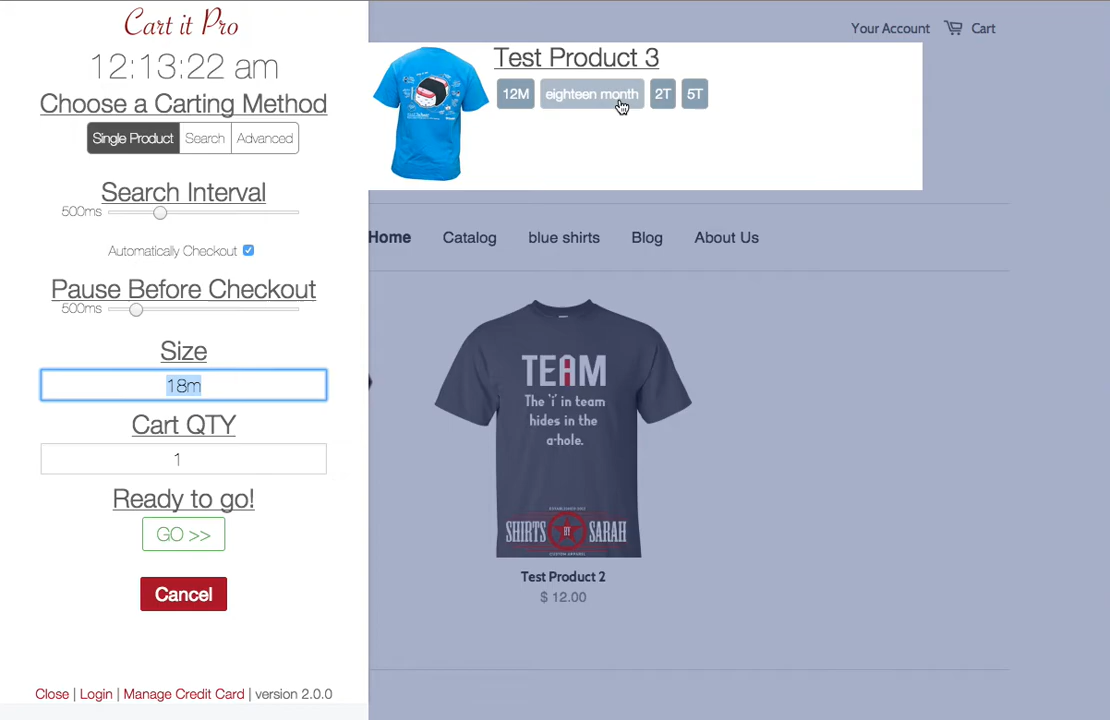 Cart it Pro
12:13:22 am
Choose a Carting Method
Single Product
Search
Advanced
Search Interval
500ms
Automatically Checkout
Pause Before Checkout
500ms
Size
18m
Cart QTY
1
Ready to go!
GO >>
Cancel
Close | Login | Manage Credit Card | version 2.0.0
Your Account
Cart
Test Product 3
12M
eighteen month
2T
5T
Home
Catalog
blue shirts
Blog
About Us
TEAM
The 'i' in team
hides in the
a-hole.
SHIRTS BY SARAH
Test Product 2
$ 12.00